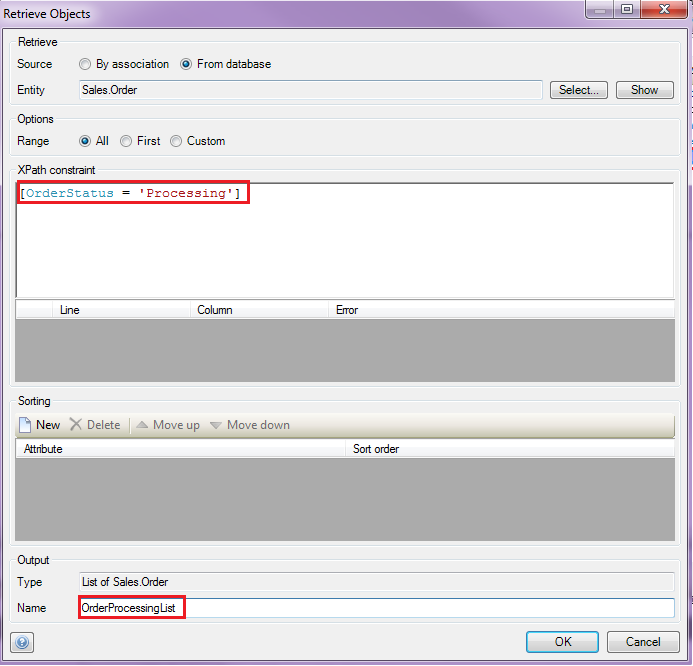 Retrieve Objects
Retrieve
Source By association From database
Entity Sales.Order Select... Show
Options
Range All First Custom
XPath constraint
[OrderStatus = 'Processing']
Line Column Error
Sorting
New Delete Move up Move down
Attribute Sort order
Output
Type List of Sales.Order
Name OrderProcessingList
OK Cancel